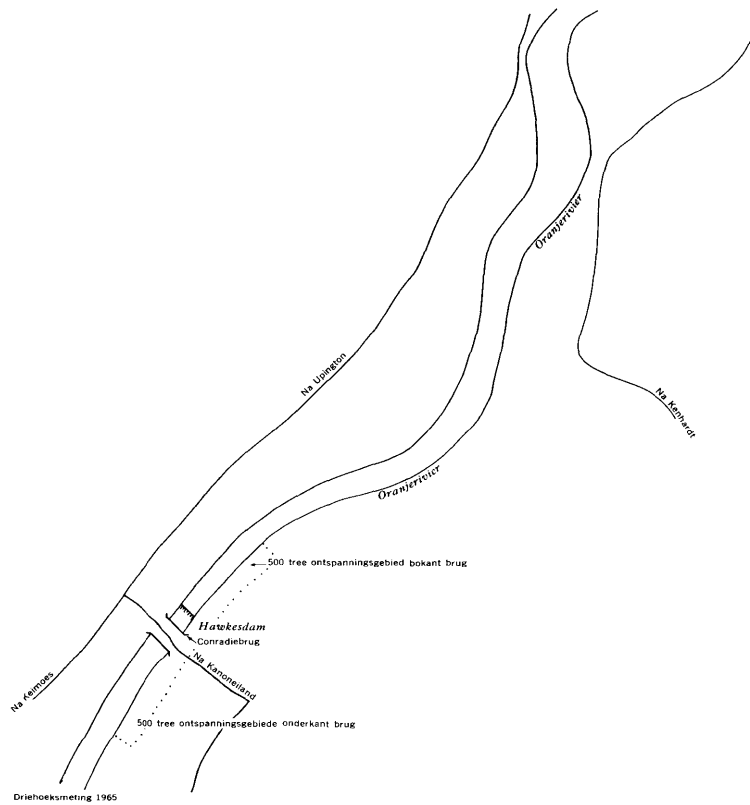 Oranjerivier
Na Upington
Na Kenhardt
Oranjerivier
500 tree ontspanningsgebied bokant brug
Hawkesdam
Conradiebrug
Na Kanoneiland
Na Keimoes
500 tree ontspanningsgebiede onderkant brug
Driehoeksmeting 1965